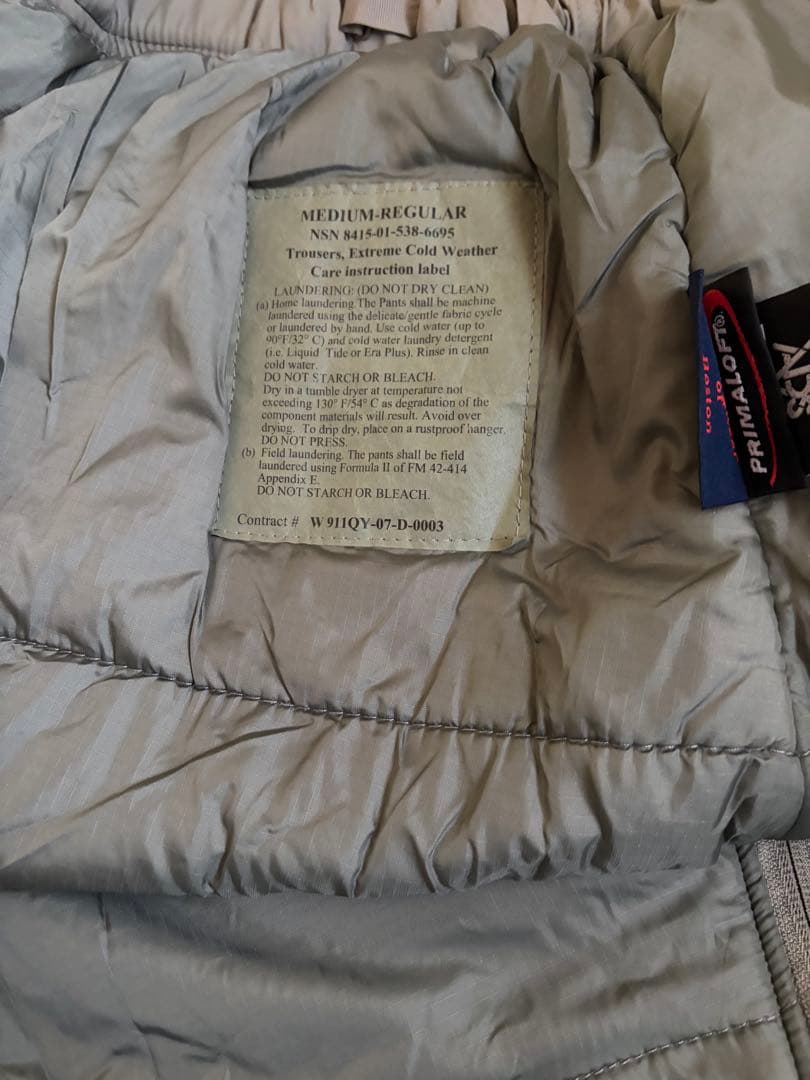 MEDIUM-REGULAR
NSN 8415-01-538-6695
Trousers, Extreme Cold Weather
Care instruction label
LAUNDERING: (DO NOT DRY CLEAN)
(a) Home laundering. The Pants shall be machine
laundered using the delicate/gentle fabric cycle
or laundered by hand. Use cold water (up to
90°F/32° C) and cold water laundry detergent
(i.e. Liquid Tide or Era Plus). Rinse in clean
cold water.
DO NOT STARCH OR BLEACH.
Dry in a tumble dryer at temperature not
exceeding 130° F/54° C as degradation of the
component materials will result. Avoid over
drying. To drip dry, place on a rustproof hanger.
DO NOT PRESS.
(b) Field laundering. The pants shall be field
laundered using Formula II of FM 42-414
Appendix E.
DO NOT STARCH OR BLEACH.
Contract # W911QY-07-D-0003
PRIMALOFT®
of
Boston